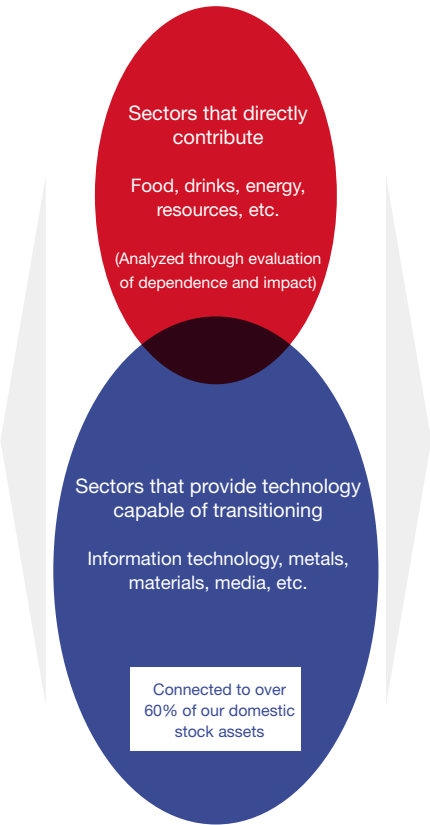 Sectors that directly
contribute
Food, drinks, energy,
resources, etc.
(Analyzed through evaluation
of dependence and impact)
Sectors that provide technology
capable of transitioning
Information technology, metals,
materials, media, etc.
Connected to over
60% of our domestic
stock assets